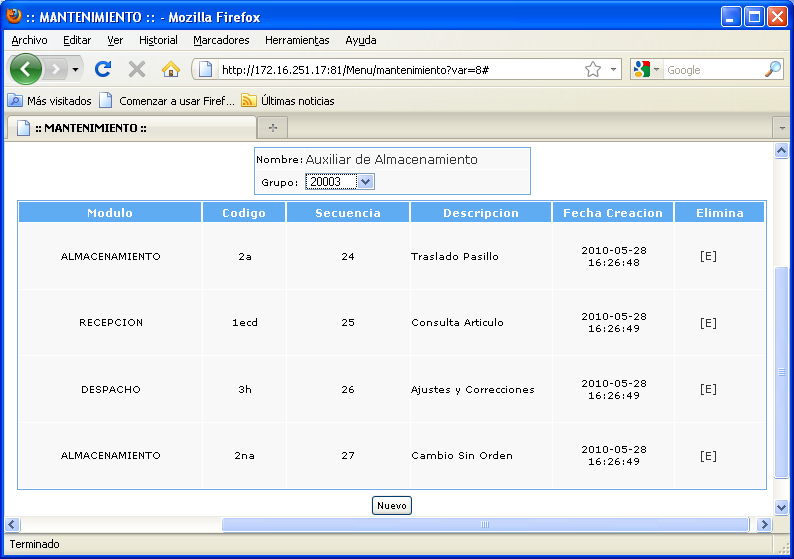 :: MANTENIMIENTO :: - Mozilla Firefox
Archivo Editar Ver Historial Marcadores Herramientas Ayuda
http://172.16.251.17:81/Menu/mantenimiento?var=8# Google
Más visitados Comenzar a usar Firef... Últimas noticias
:: MANTENIMIENTO ::
Nombre: Auxiliar de Almacenamiento
Grupo: 20003
Modulo Codigo Secuencia Descripcion Fecha Creacion Elimina
ALMACENAMIENTO 2a 24 Traslado Pasillo 2010-05-28 [E]
16:26:48
RECEPCION 1ecd 25 Consulta Articulo 2010-05-28 [E]
16:26:49
DESPACHO 3h 26 Ajustes y Correcciones 2010-05-28 [E]
16:26:49
ALMACENAMIENTO 2na 27 Cambio Sin Orden 2010-05-28 [E]
16:26:49
Nuevo
Terminado